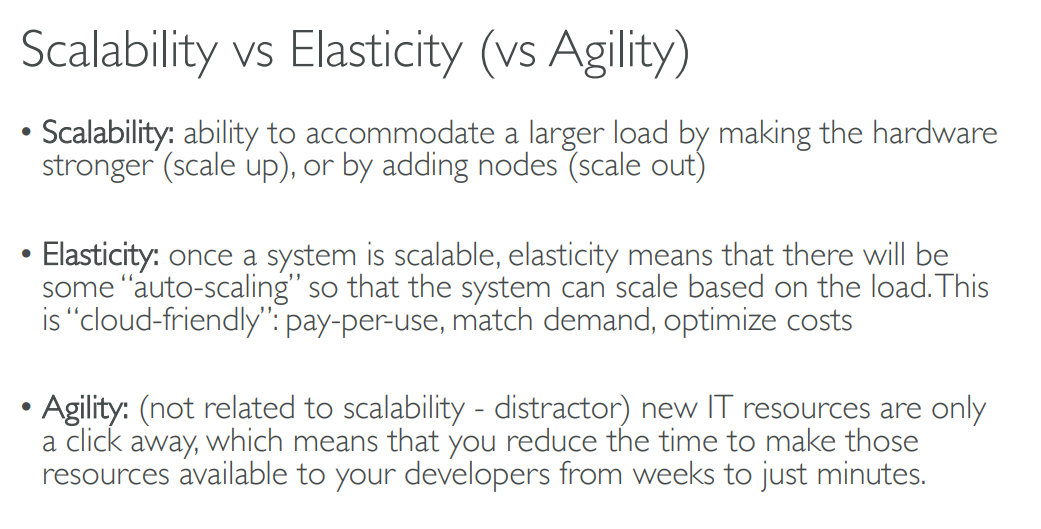 Scalability vs Elasticity (vs Agility)
• Scalability: ability to accommodate a larger load by making the hardware
stronger (scale up), or by adding nodes (scale out)
• Elasticity: once a system is scalable, elasticity means that there will be
some “auto-scaling” so that the system can scale based on the load. This
is “cloud-friendly”: pay-per-use, match demand, optimize costs
• Agility: (not related to scalability - distractor) new IT resources are only
a click away, which means that you reduce the time to make those
resources available to your developers from weeks to just minutes.